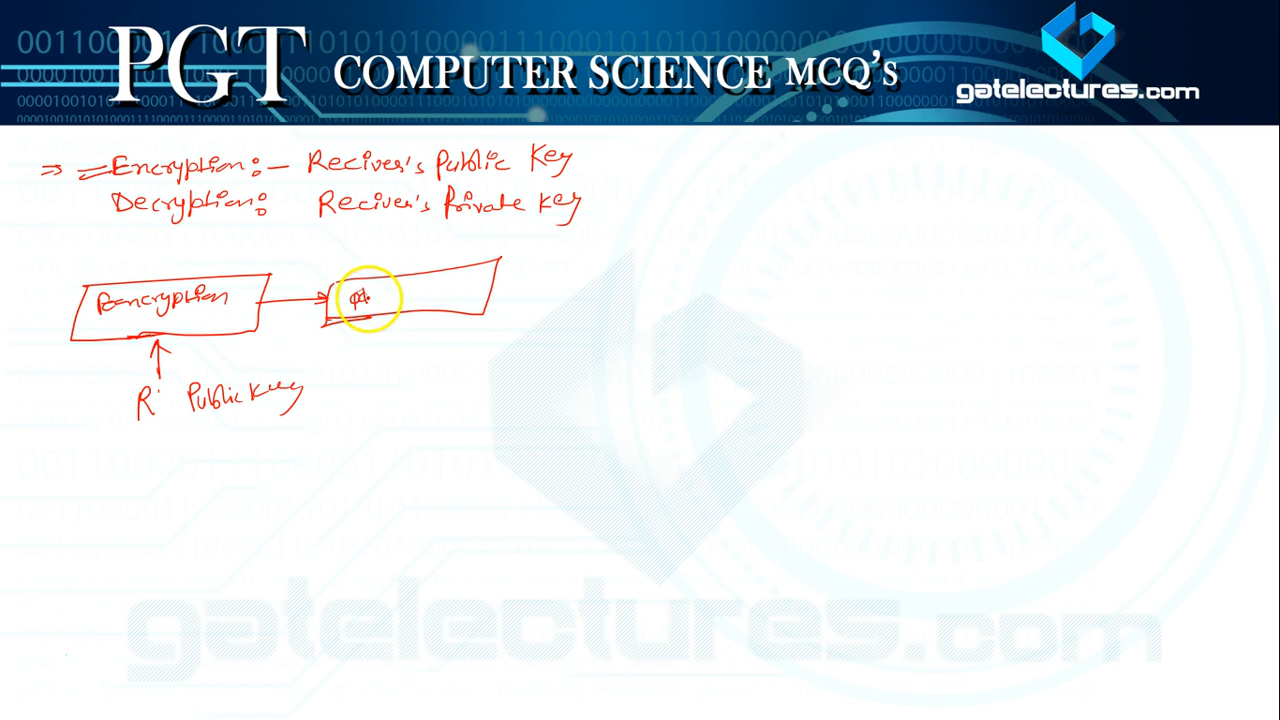 PGT COMPUTER SCIENCE MCQ'S
gatelectures.com
⇒ Encryption:- Reciver's Public Key
Decryption: Reciver's Private Key
Encryption
R' Public Key
gatelectures.com